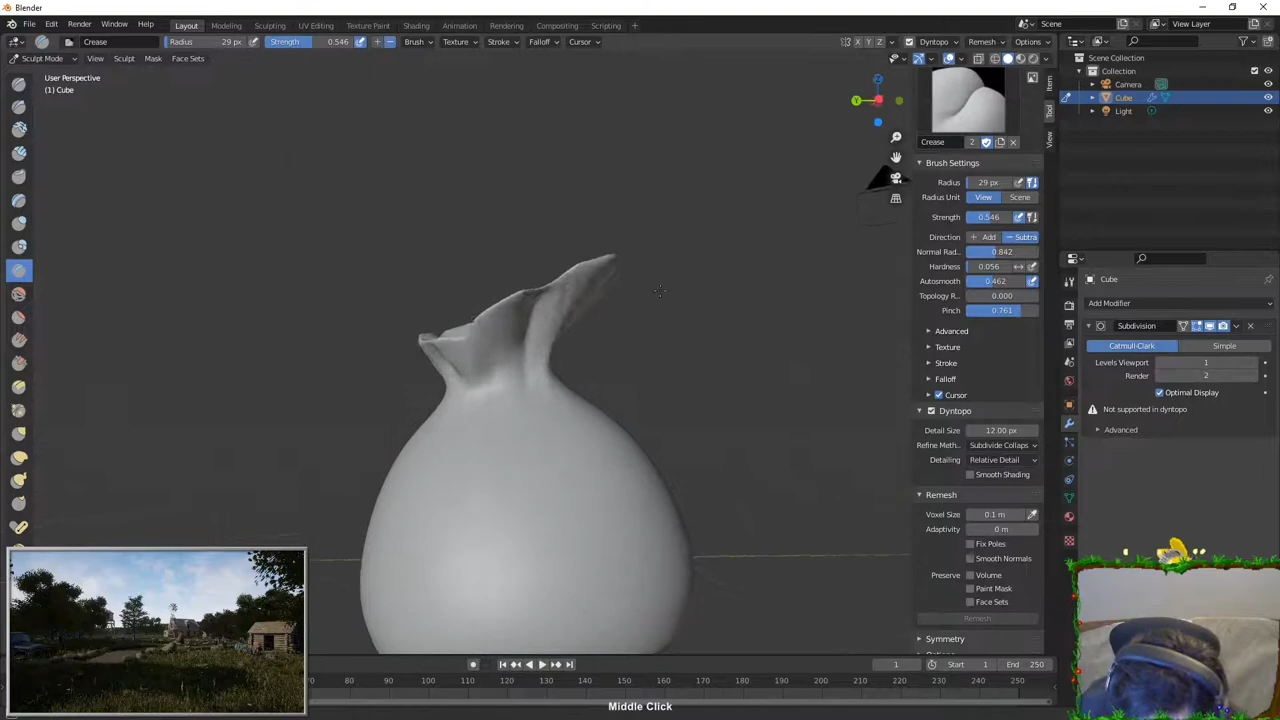 Blender
File Edit Render Window Help Layout Modeling Sculpting UV Editing Texture Paint Shading Animation Rendering Compositing Scripting + Scene View Layer
Crease Radius 29 px Strength 0.546 Brush Texture Stroke Falloff Cursor X Y Z Dyntopo Remesh Options
Sculpt Mode View Sculpt Mask Face Sets
User Perspective
(1) Cube
Scene Collection
Collection
Camera
Cube
Light
Item
Tool
View
Y
Crease 2
Brush Settings
Radius 29 px
Radius Unit View Scene
Strength 0.546
Direction + Add − Subtra
Normal Rad... 0.842
Hardness 0.056
Autosmooth 0.462
Topology R... 0.000
Pinch 0.761
Advanced
Texture
Stroke
Falloff
Cursor
Dyntopo
Detail Size 12.00 px
Refine Meth... Subdivide Collaps
Detailing Relative Detail
Smooth Shading
Remesh
Voxel Size 0.1 m
Adaptivity 0 m
Fix Poles
Smooth Normals
Preserve Volume
Paint Mask
Face Sets
Remesh
Symmetry
Cube
Add Modifier
Subdivision
Catmull-Clark Simple
Levels Viewport 1
Render 2
Optimal Display
Not supported in dyntopo
Advanced
1 Start 1 End 250
70 80 90 100 110 120 130 140 150 160 170 180 190 200 210 220 230 240 250
Middle Click